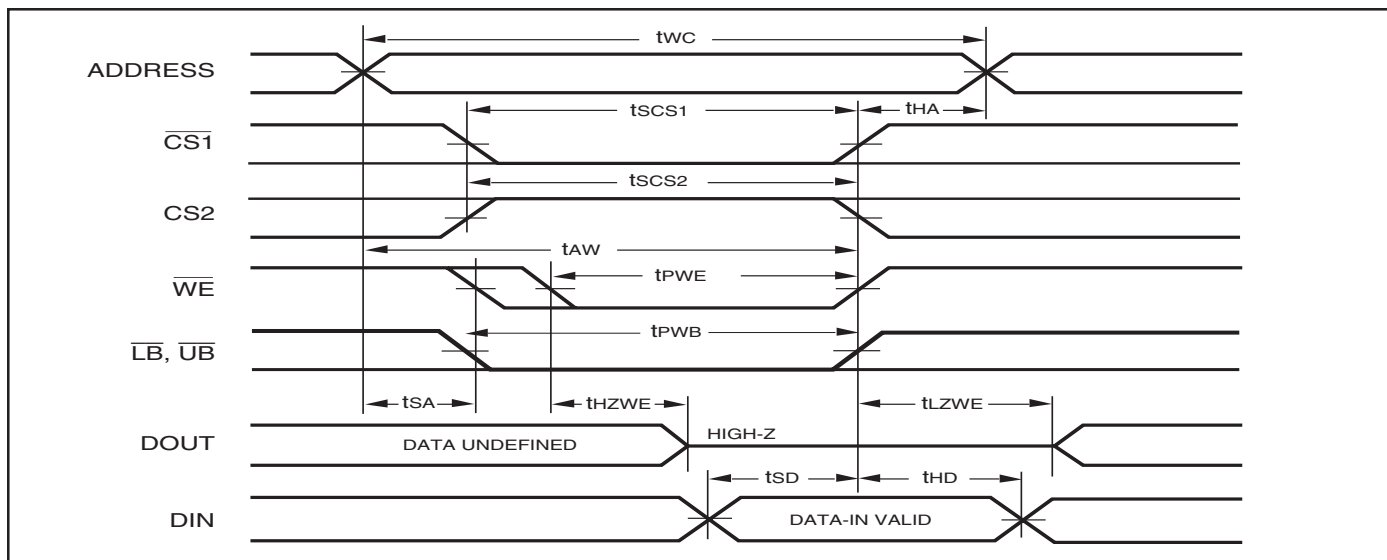 tWC
ADDRESS
tSCS1
tHA
CS1
tSCS2
CS2
tAW
WE
tPWE
LB, UB
tPWB
tSA
tHZWE
tLZWE
DOUT
DATA UNDEFINED
HIGH-Z
tSD
tHD
DIN
DATA-IN VALID